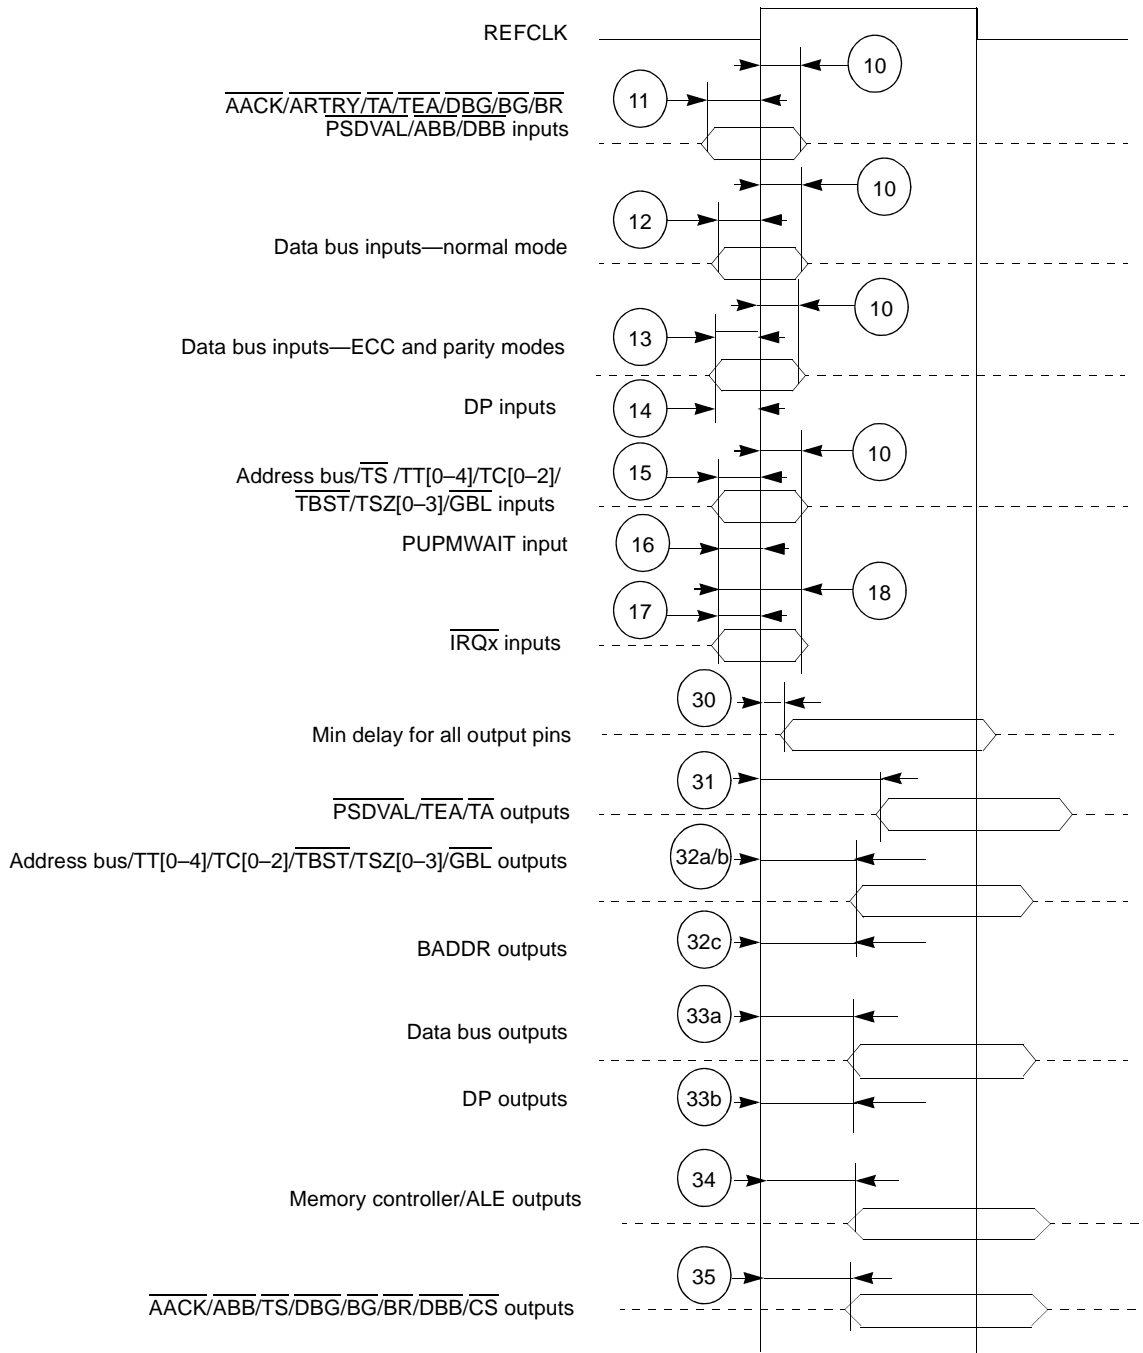 REFCLK
10
11
AACK/ARTRY/TA/TEA/DBG/BG/BR
PSDVAL/ABB/DBB inputs
10
12
Data bus inputs—normal mode
10
13
Data bus inputs—ECC and parity modes
DP inputs
14
10
15
Address bus/TS /TT[0–4]/TC[0–2]/
TBST/TSZ[0–3]/GBL inputs
PUPMWAIT input
16
18
17
IRQx inputs
30
Min delay for all output pins
31
PSDVAL/TEA/TA outputs
32a/b
Address bus/TT[0–4]/TC[0–2]/TBST/TSZ[0–3]/GBL outputs
32c
BADDR outputs
33a
Data bus outputs
33b
DP outputs
34
Memory controller/ALE outputs
35
AACK/ABB/TS/DBG/BG/BR/DBB/CS outputs